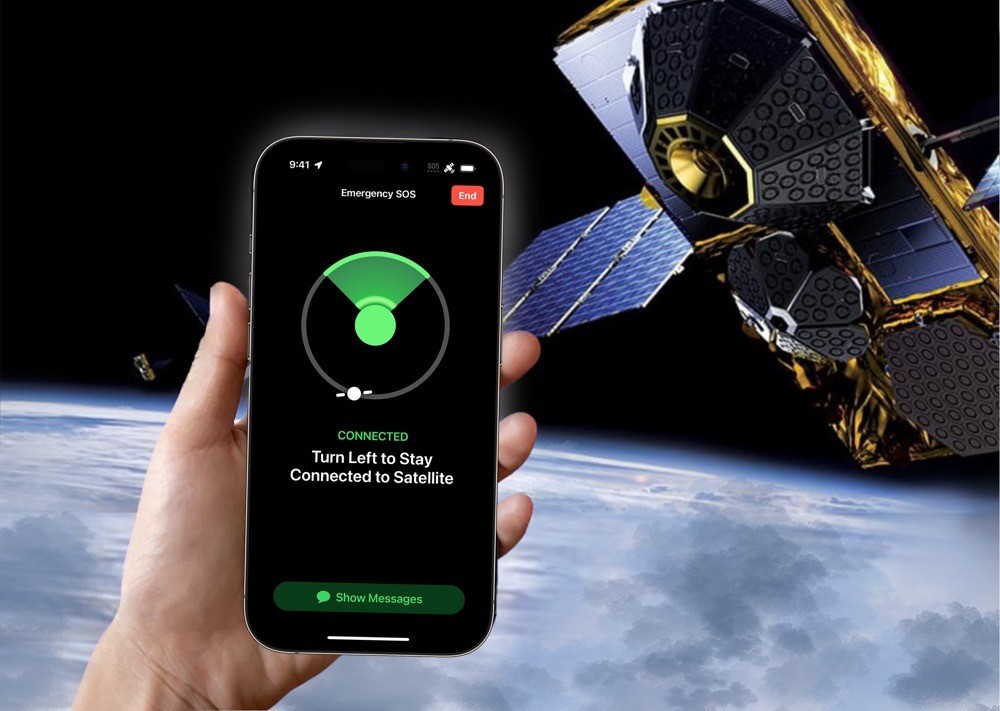 9:41
SOS
Emergency SOS
End
CONNECTED
Turn Left to Stay
Connected to Satellite
Show Messages